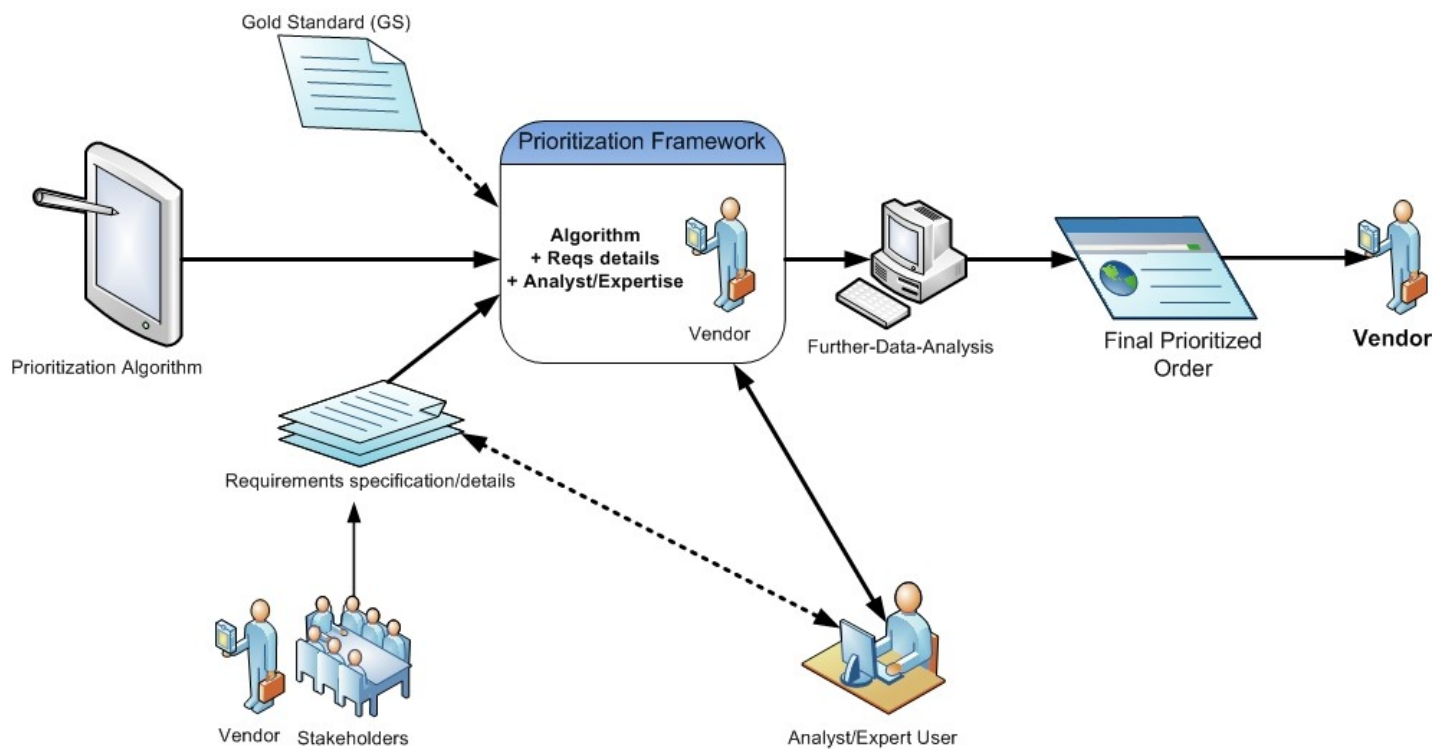 Gold Standard (GS)
Prioritization Framework
Algorithm
+ Reqs details
+ Analyst/Expertise
Vendor
Prioritization Algorithm
Further-Data-Analysis
Final Prioritized
Order
Vendor
Requirements specification/details
Vendor
Stakeholders
Analyst/Expert User